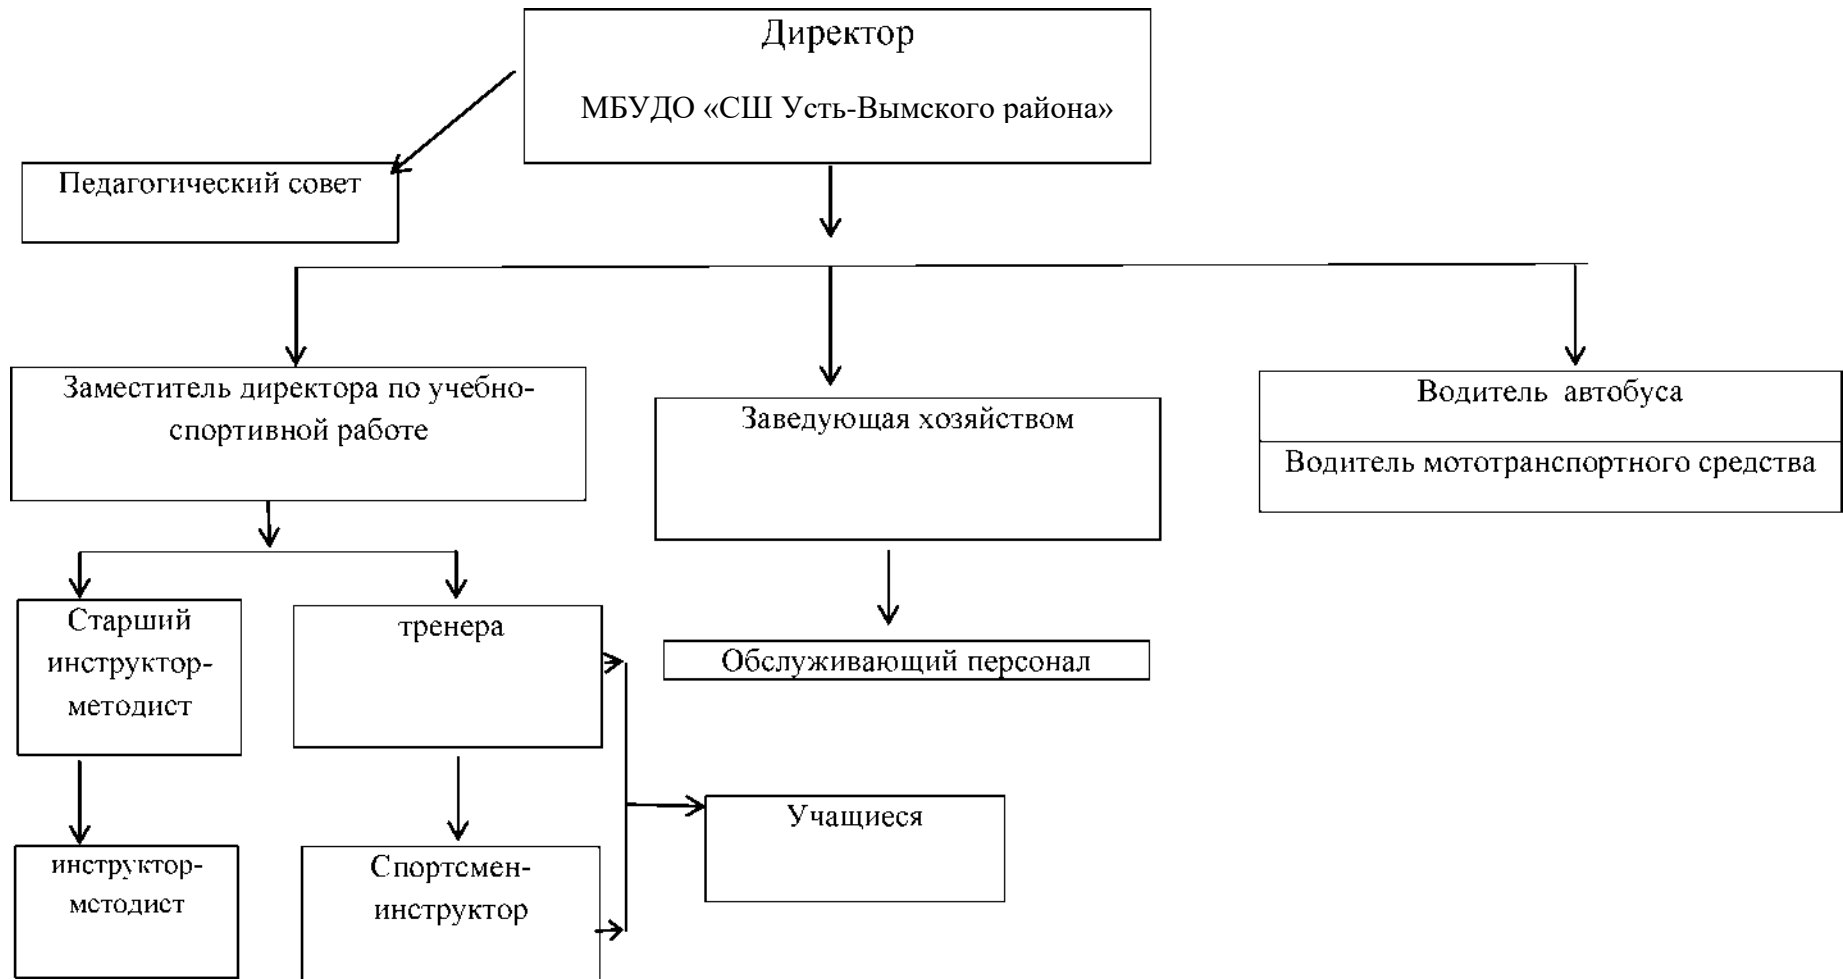 Директор
МБУДО «СШ Усть-Вымского района»
Педагогический совет
Заместитель директора по учебно-
спортивной работе
Заведующая хозяйством
Водитель автобуса
Водитель мототранспортного средства
Старший
инструктор-
методист
тренера
Обслуживающий персонал
Учащиеся
инструктор-
методист
Спортсмен-
инструктор